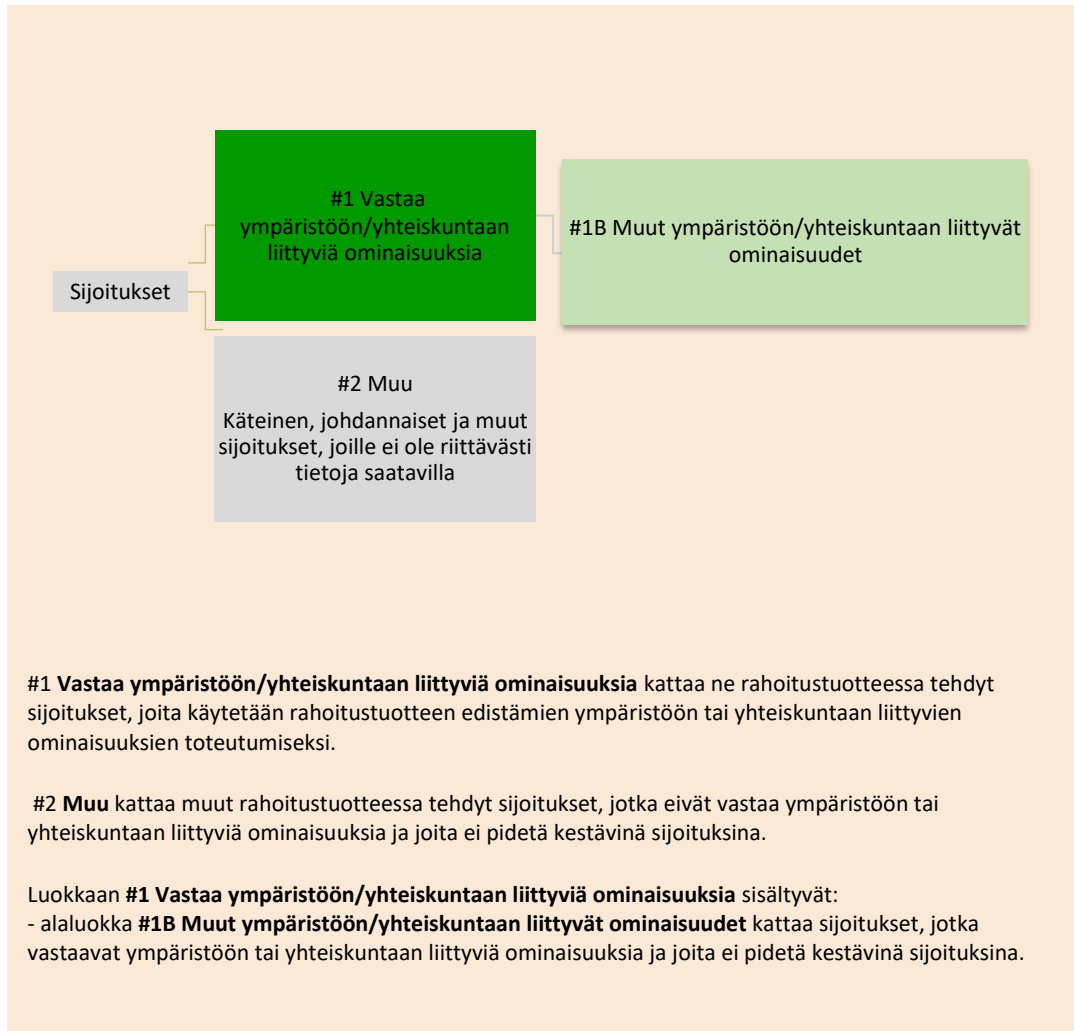 #1 Vastaa
ympäristöön/yhteiskuntaan
liittyviä ominaisuuksia
#1B Muut ympäristöön/yhteiskuntaan liittyvät
ominaisuudet
Sijoitukset
#2 Muu
Käteinen, johdannaiset ja muut
sijoitukset, joille ei ole riittävästi
tietoja saatavilla
#1 Vastaa ympäristöön/yhteiskuntaan liittyviä ominaisuuksia kattaa ne rahoitustuotteessa tehdyt
sijoitukset, joita käytetään rahoitustuotteen edistämien ympäristöön tai yhteiskuntaan liittyvien
ominaisuuksien toteutumiseksi.
#2 Muu kattaa muut rahoitustuotteessa tehdyt sijoitukset, jotka eivät vastaa ympäristöön tai
yhteiskuntaan liittyviä ominaisuuksia ja joita ei pidetä kestävinä sijoituksina.
Luokkaan #1 Vastaa ympäristöön/yhteiskuntaan liittyviä ominaisuuksia sisältyvät:
- alaluokka #1B Muut ympäristöön/yhteiskuntaan liittyvät ominaisuudet kattaa sijoitukset, jotka
vastaavat ympäristöön tai yhteiskuntaan liittyviä ominaisuuksia ja joita ei pidetä kestävinä sijoituksina.